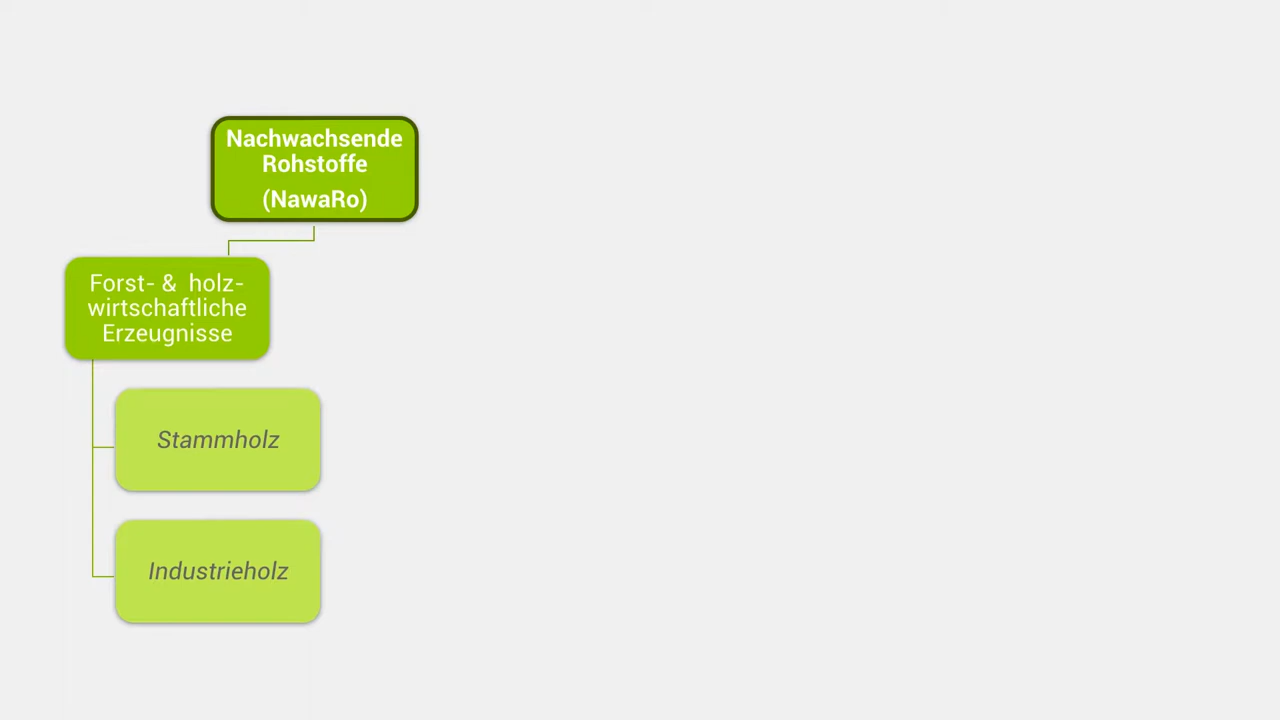 Nachwachsende
Rohstoffe
(NawaRo)
Forst- & holz-
wirtschaftliche
Erzeugnisse
Stammholz
Industrieholz